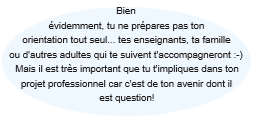 Bien
évidemment, tu ne prépares pas ton
orientation tout seul... tes enseignants, ta famille
ou d'autres adultes qui te suivent t'accompagneront :-)
Mais il est très important que tu t'impliques dans ton
projet professionnel car c'est de ton avenir dont il
est question!